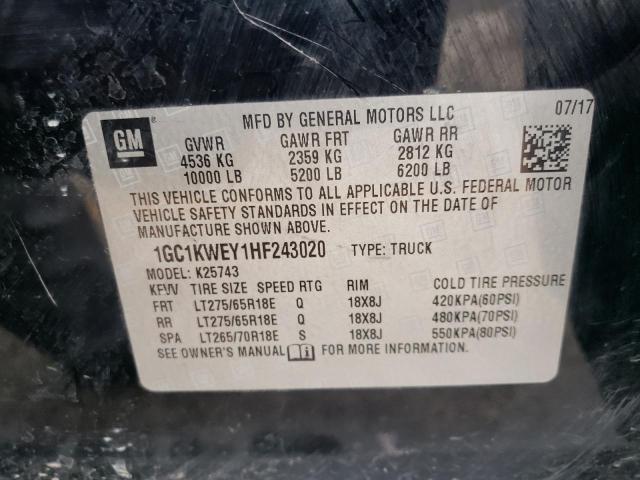 GM
MFD BY GENERAL MOTORS LLC 07/17
GVWR GAWR FRT GAWR RR
4536 KG 2359 KG 2812 KG
10000 LB 5200 LB 6200 LB
THIS VEHICLE CONFORMS TO ALL APPLICABLE U.S. FEDERAL MOTOR
VEHICLE SAFETY STANDARDS IN EFFECT ON THE DATE OF
MANUFACTURE SHOWN ABOVE.
1GC1KWEY1HF243020 TYPE: TRUCK
MODEL: K25743
KFW TIRE SIZE SPEED RTG RIM COLD TIRE PRESSURE
FRT LT275/65R18E Q 18X8J 420KPA(60PSI)
RR LT275/65R18E Q 18X8J 480KPA(70PSI)
SPA LT265/70R18E S 18X8J 550KPA(80PSI)
SEE OWNER'S MANUAL FOR MORE INFORMATION.